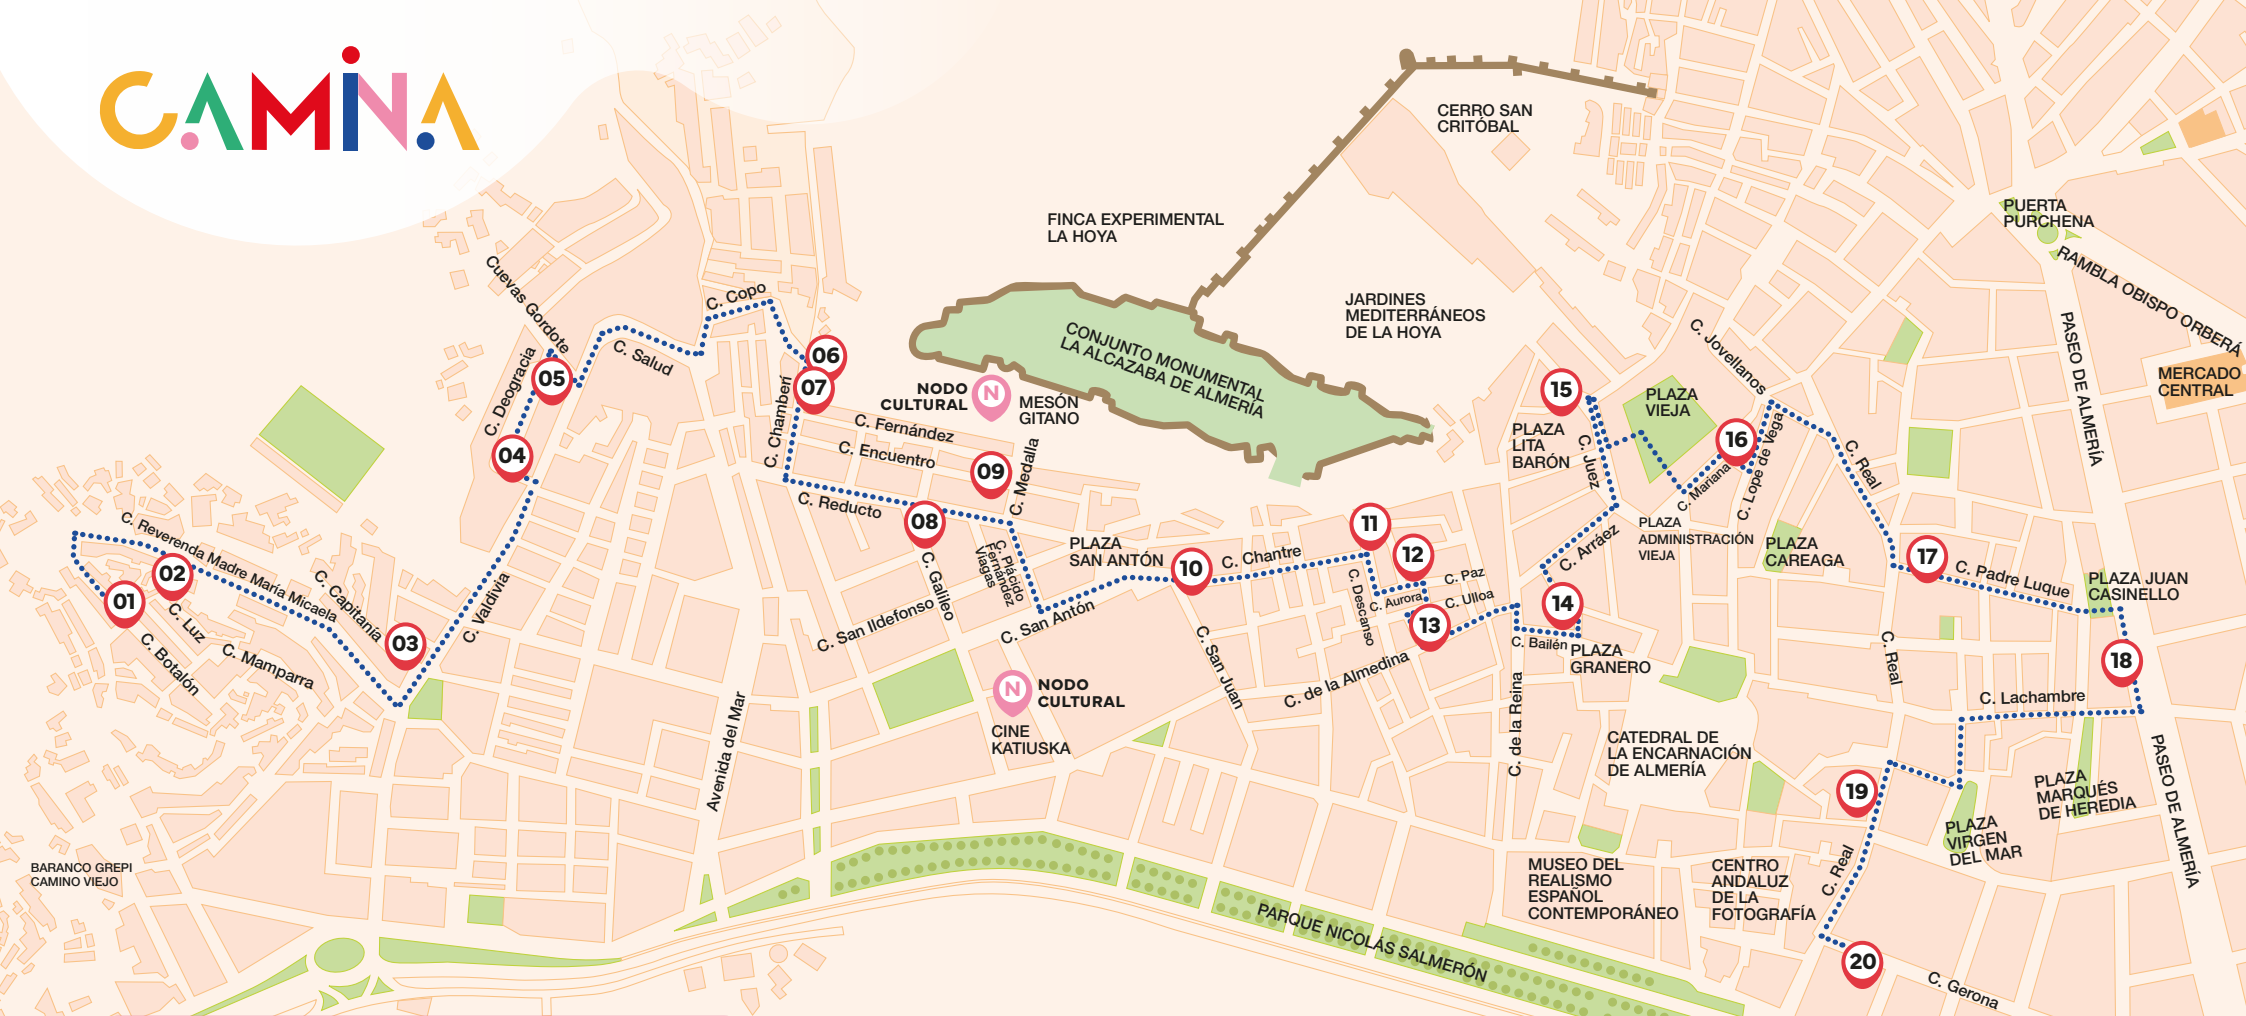 CAMINA
CERRO SAN
CRITÓBAL
FINCA EXPERIMENTAL
LA HOYA
PUERTA
PURCHENA
RAMBLA OBISPO ORBERÁ
PASEO DE ALMERÍA
MERCADO
CENTRAL
JARDINES
MEDITERRÁNEOS
DE LA HOYA
CONJUNTO MONUMENTAL
LA ALCAZABA DE ALMERÍA
Cuevas Gordote
C. Copo
C. Salud
C. Deogracia
C. Chamberí
05
06
07
04
NODO
CULTURAL
N
MESÓN
GITANO
C. Fernández
C. Encuentro
09
C. Medalla
C. Reducto
08
C. Jovellanos
15
PLAZA
VIEJA
PLAZA
LITA
BARÓN
C. Juez
16
C. Mariana
C. Lope de Vega
C. Real
PLAZA
ADMINISTRACIÓN
VIEJA
PLAZA
CAREAGA
17
C. Padre Luque
PLAZA JUAN
CASINELLO
C. Reverenda Madre María Micaela
02
01
C. Luz
C. Botalón
C. Mamparra
C. Capitanía
03
C. Valdivia
C. Galileo
C. Plácido
Fernández
Viagas
C. San Ildefonso
C. San Antón
PLAZA
SAN ANTÓN
10
C. Chantre
11
12
C. Descanso
C. Paz
C. Aurora
C. Ulloa
13
C. Arráez
14
C. Bailén
PLAZA
GRANERO
C. San Juan
C. de la Almedina
C. de la Reina
C. Real
18
C. Lachambre
N
NODO
CULTURAL
CINE
KATIUSKA
Avenida del Mar
CATEDRAL DE
LA ENCARNACIÓN
DE ALMERÍA
19
PLAZA
MARQUÉS
DE HEREDIA
PLAZA
VIRGEN
DEL MAR
PASEO DE ALMERÍA
BARANCO GREPI
CAMINO VIEJO
MUSEO DEL
REALISMO
ESPAÑOL
CONTEMPORÁNEO
CENTRO
ANDALUZ
DE LA
FOTOGRAFÍA
C. Real
PARQUE NICOLÁS SALMERÓN
20
C. Gerona